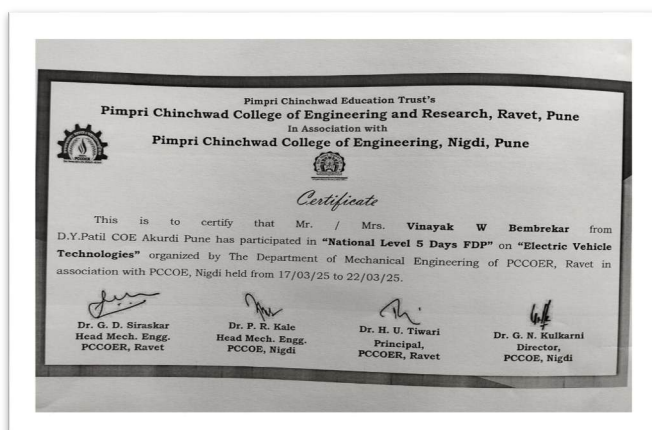 Pimpri Chinchwad Education Trust's
Pimpri Chinchwad College of Engineering and Research, Ravet, Pune
In Association with
Pimpri Chinchwad College of Engineering, Nigdi, Pune
Certificate
This is to certify that Mr. / Mrs. Vinayak W Bembrekar from
D.Y.Patil COE Akurdi Pune has participated in “National Level 5 Days FDP” on “Electric Vehicle
Technologies” organized by The Department of Mechanical Engineering of PCCOER, Ravet in
association with PCCOE, Nigdi held from 17/03/25 to 22/03/25.
Dr. G. D. Siraskar
Head Mech. Engg.
PCCOER, Ravet
Dr. P. R. Kale
Head Mech. Engg.
PCCOE, Nigdi
Dr. H. U. Tiwari
Principal,
PCCOER, Ravet
Dr. G. N. Kulkarni
Director,
PCCOE, Nigdi